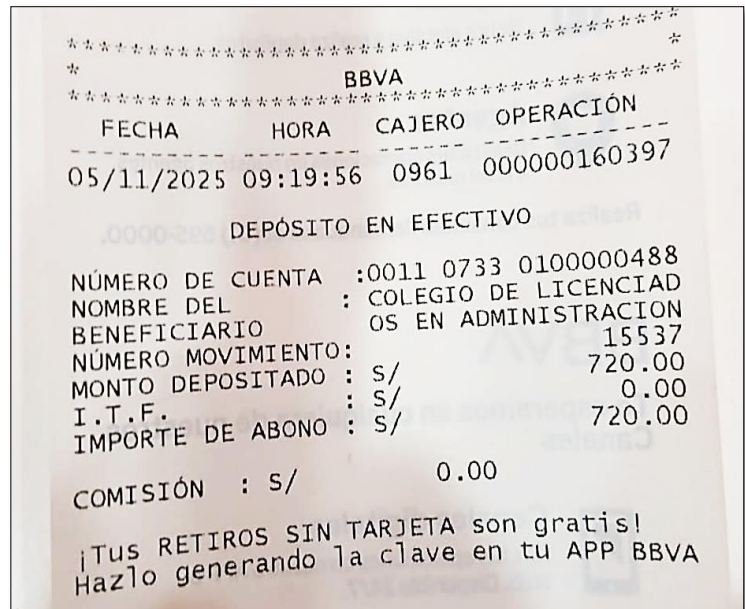 ****************************************
* BBVA *
****************************************
FECHA HORA CAJERO OPERACIÓN
05/11/2025 09:19:56 0961 000000160397
DEPÓSITO EN EFECTIVO
NÚMERO DE CUENTA :0011 0733 0100000488
NOMBRE DEL : COLEGIO DE LICENCIAD
BENEFICIARIO OS EN ADMINISTRACION
NÚMERO MOVIMIENTO: 15537
MONTO DEPOSITADO : S/ 720.00
I.T.F. : S/ 0.00
IMPORTE DE ABONO : S/ 720.00
COMISIÓN : S/ 0.00
¡Tus RETIROS SIN TARJETA son gratis!
Hazlo generando la clave en tu APP BBVA